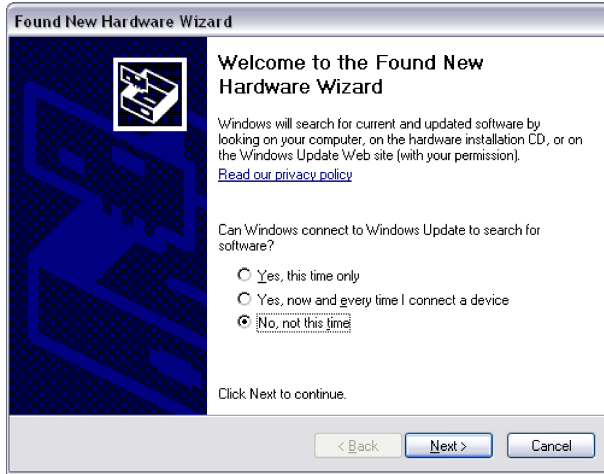 Found New Hardware Wizard
Welcome to the Found New
Hardware Wizard
Windows will search for current and updated software by
looking on your computer, on the hardware installation CD, or on
the Windows Update Web site (with your permission).
Read our privacy policy
Can Windows connect to Windows Update to search for
software?
Yes, this time only
Yes, now and every time I connect a device
No, not this time
Click Next to continue.
< Back
Next >
Cancel